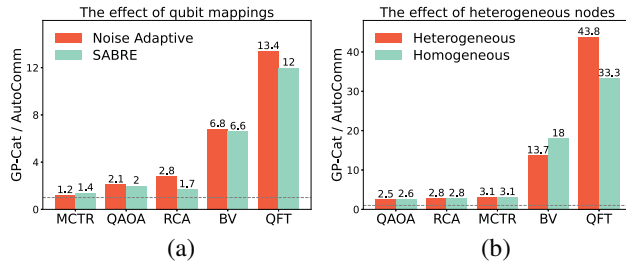 The effect of qubit mappings
GP-Cat / AutoComm
12
8
4
0
Noise Adaptive
SABRE
1.2
1.4
2.1
2
2.8
1.7
6.8
6.6
13.4
12
MCTR QAOA RCA BV QFT
(a)
The effect of heterogeneous nodes
GP-Cat / AutoComm
40
30
20
10
0
Heterogeneous
Homogeneous
2.5
2.6
2.8
2.8
3.1
3.1
13.7
18
43.8
33.3
QAOA RCA MCTR BV QFT
(b)